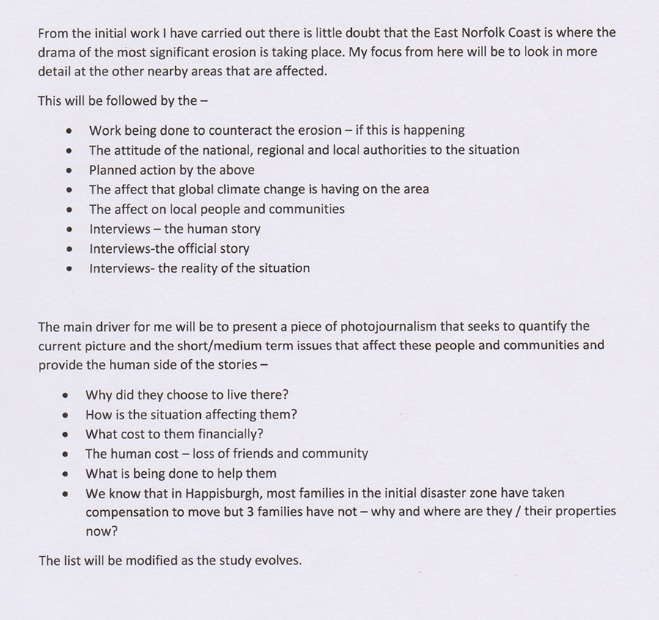 From the initial work I have carried out there is little doubt that the East Norfolk Coast is where the
drama of the most significant erosion is taking place. My focus from here will be to look in more
detail at the other nearby areas that are affected.
This will be followed by the –
• Work being done to counteract the erosion – if this is happening
• The attitude of the national, regional and local authorities to the situation
• Planned action by the above
• The affect that global climate change is having on the area
• The affect on local people and communities
• Interviews – the human story
• Interviews-the official story
• Interviews- the reality of the situation
The main driver for me will be to present a piece of photojournalism that seeks to quantify the
current picture and the short/medium term issues that affect these people and communities and
provide the human side of the stories –
• Why did they choose to live there?
• How is the situation affecting them?
• What cost to them financially?
• The human cost – loss of friends and community
• What is being done to help them
• We know that in Happisburgh, most families in the initial disaster zone have taken
compensation to move but 3 families have not – why and where are they / their properties
now?
The list will be modified as the study evolves.